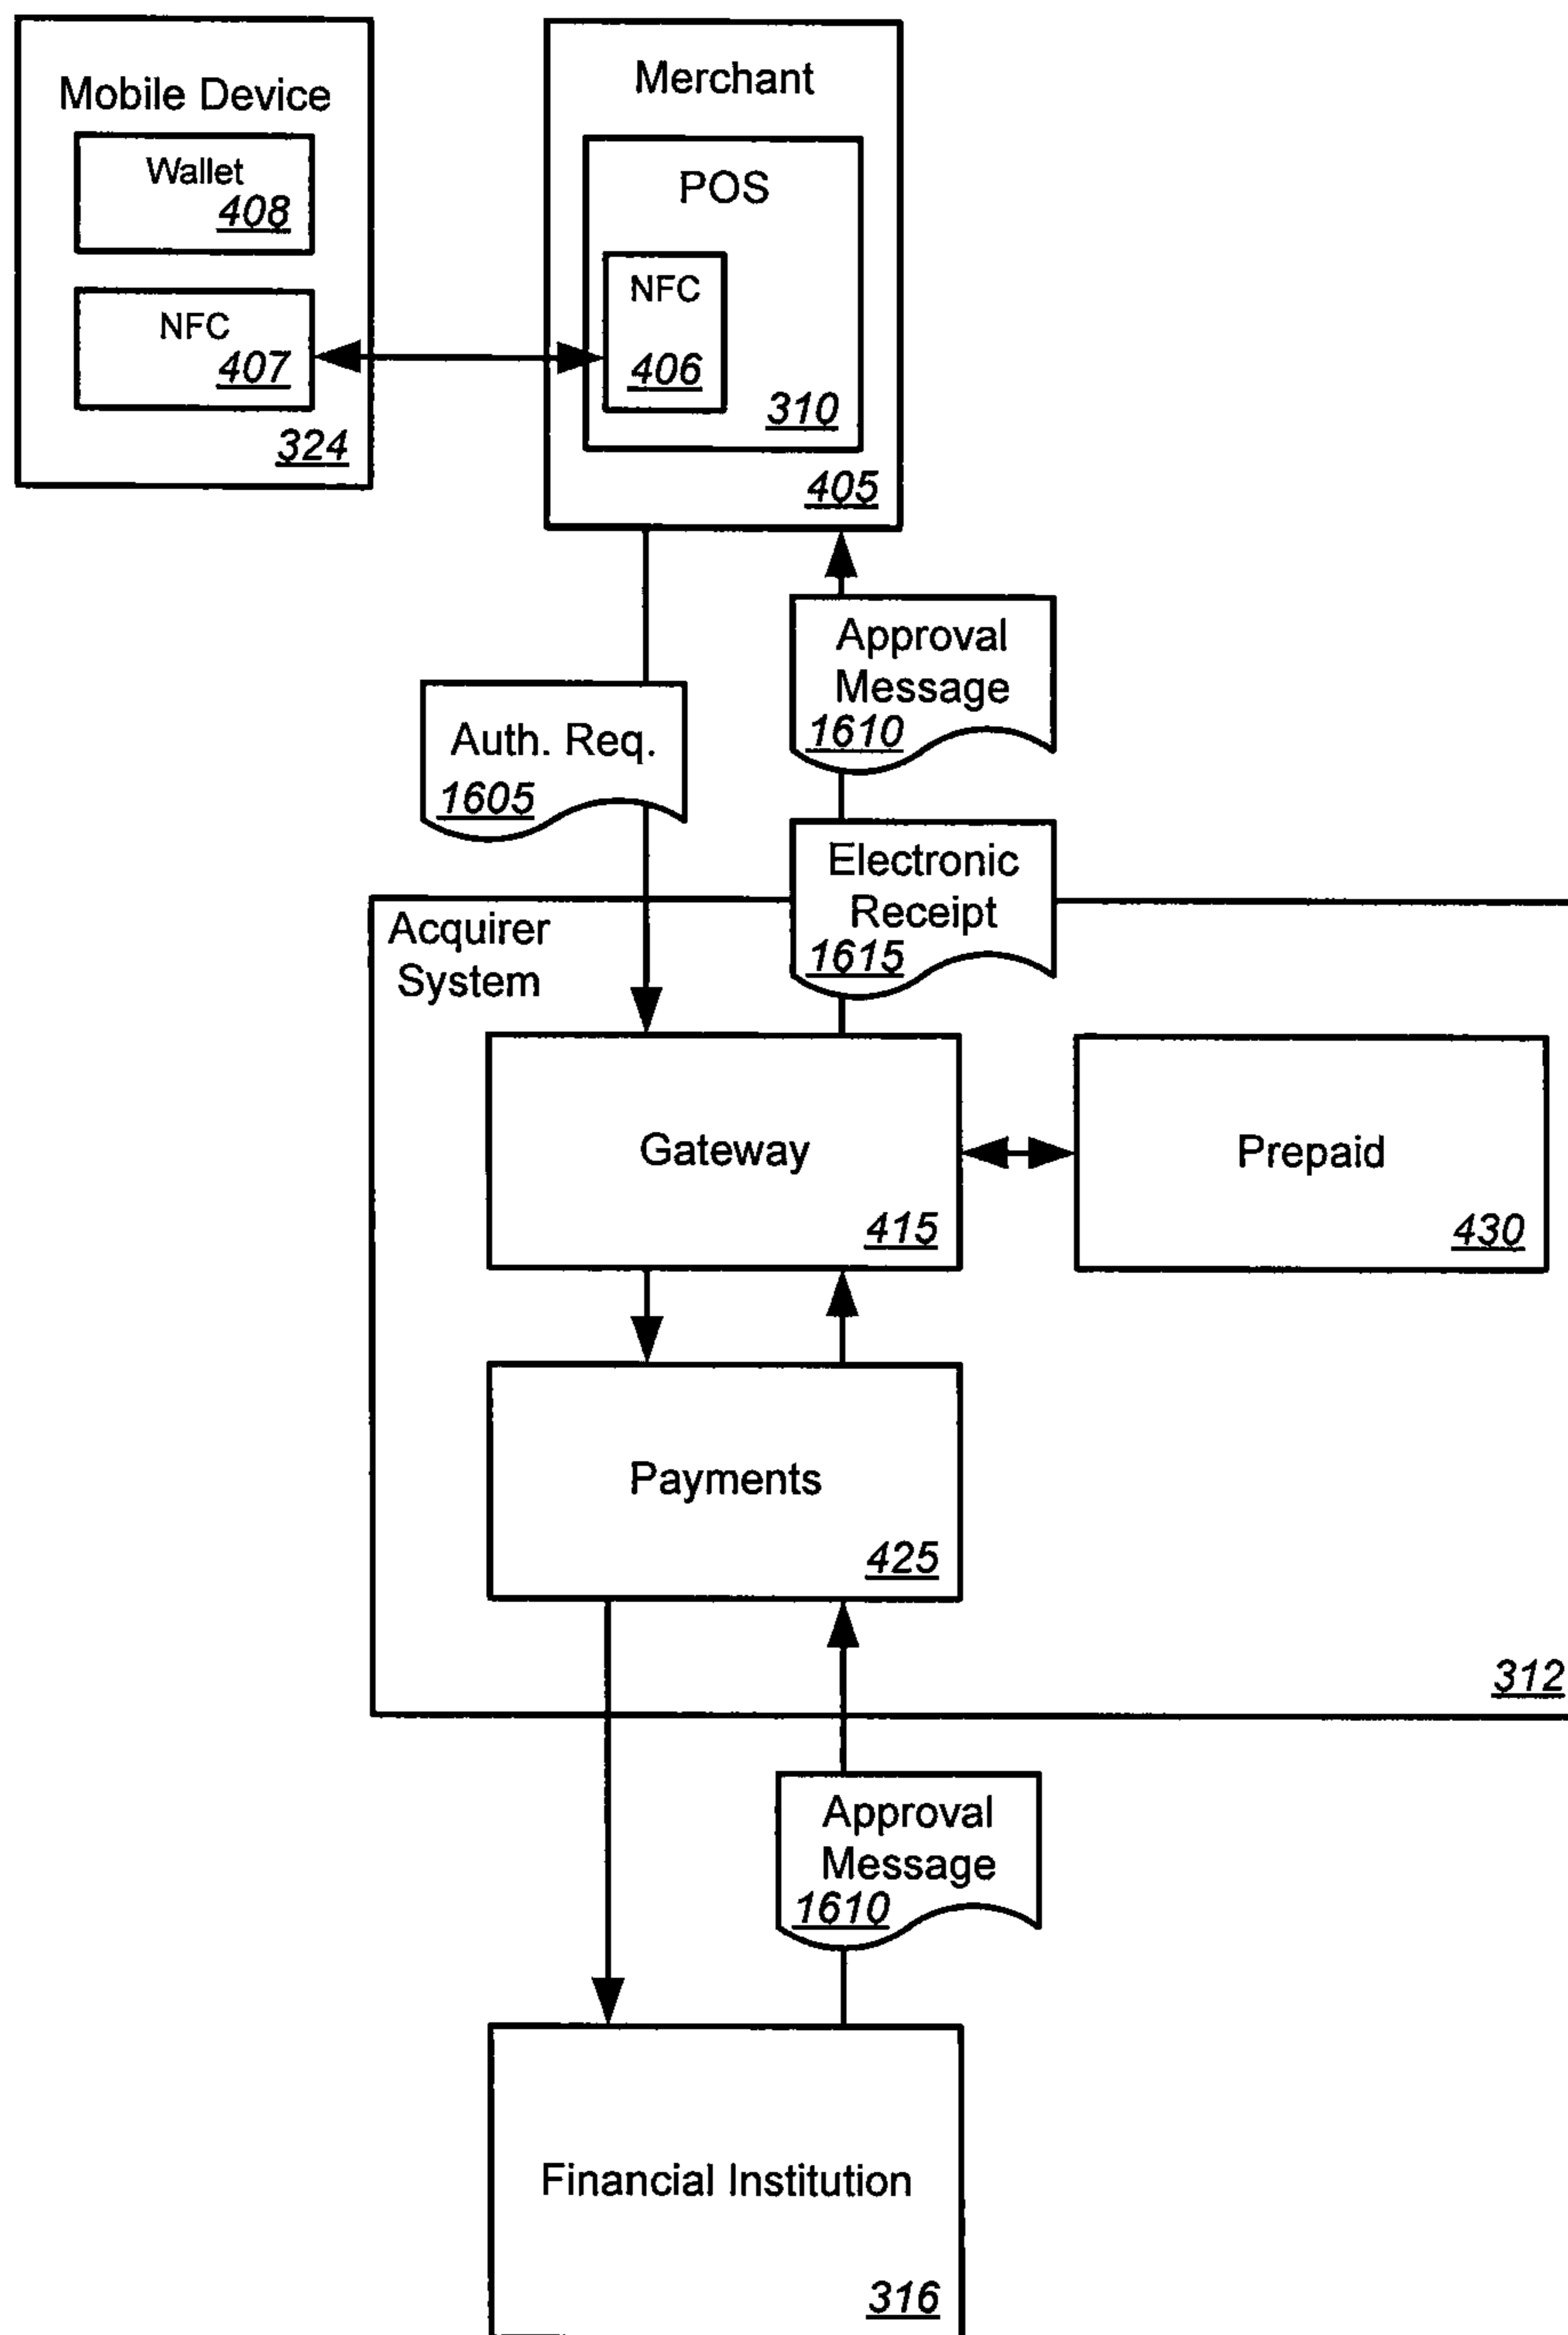 Mobile Device
Wallet
408
NFC
407
324
Merchant
POS
NFC
406
310
405
Approval
Message
1610
Auth. Req.
1605
Electronic
Receipt
1615
Acquirer
System
Gateway
415
Prepaid
430
Payments
425
312
Approval
Message
1610
Financial Institution
316